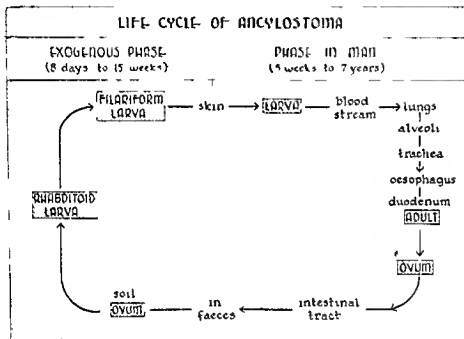 LIFE CYCLE OF ANCYLOSTOMA
EXOGENOUS PHASE
(8 days to 15 weeks)
PHASE IN MAN
(5 weeks to 7 years)
FILARIFORM
LARVA
skin
LARVA
blood
stream
lungs
alveoli
trachea
oesophagus
duodenum
ADULT
OVUM
intestinal
tract
in
faeces
soil
OVUM
RHABDITOID
LARVA